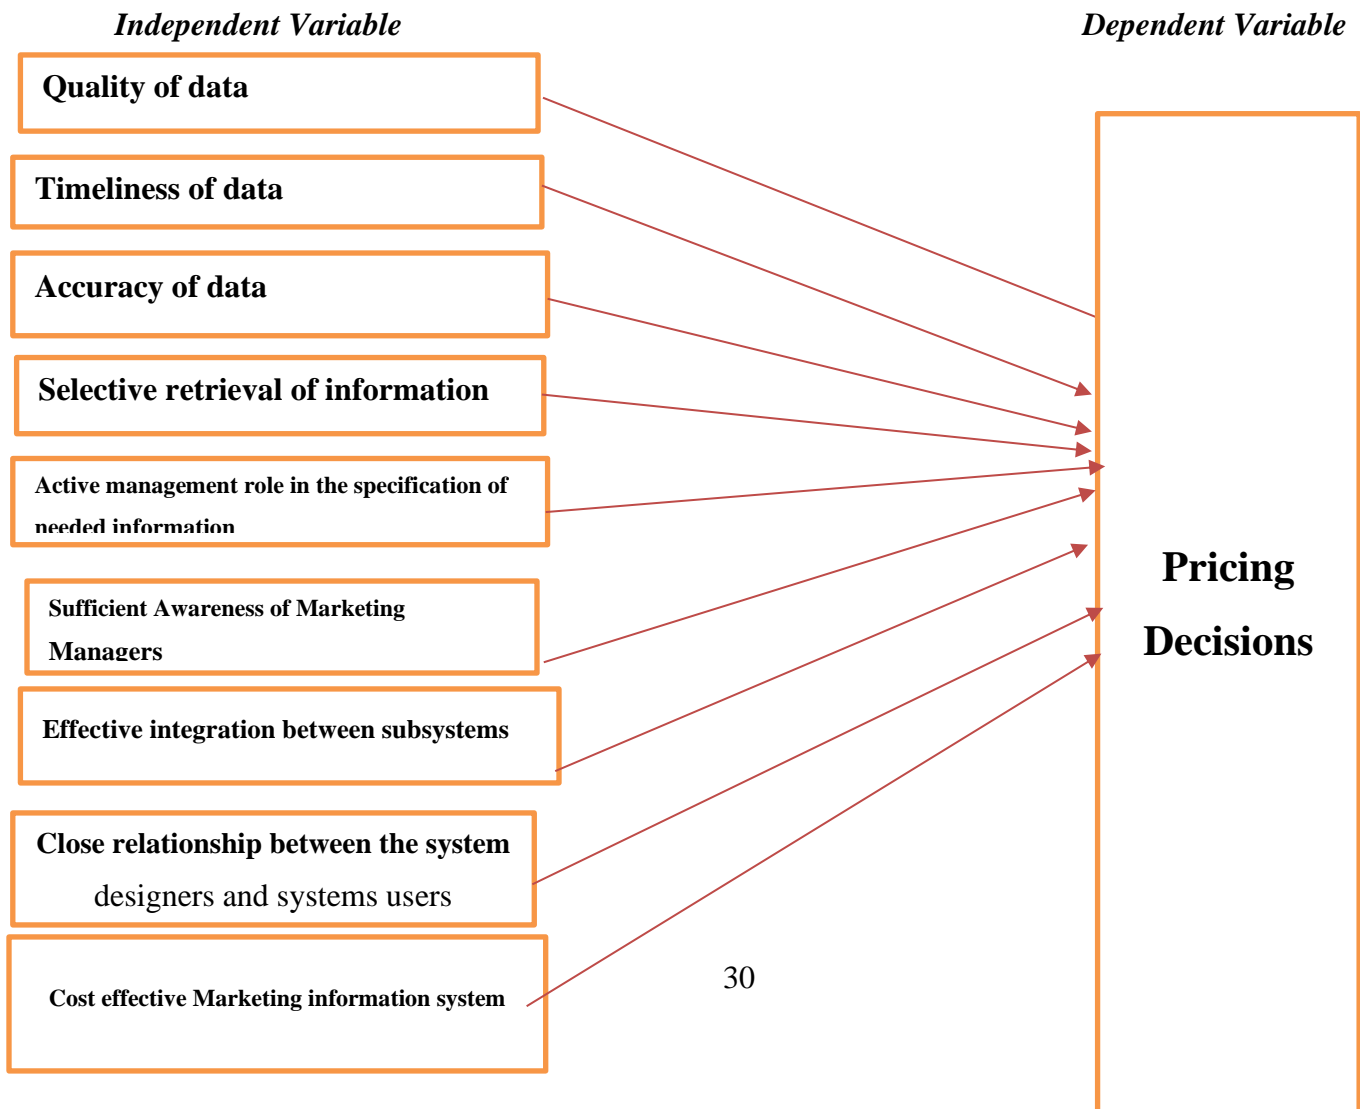 Independent Variable
Dependent Variable
Quality of data
Timeliness of data
Accuracy of data
Selective retrieval of information
Active management role in the specification of
needed information
Sufficient Awareness of Marketing
Managers
Effective integration between subsystems
Close relationship between the system
designers and systems users
Cost effective Marketing information system
Pricing
Decisions
30